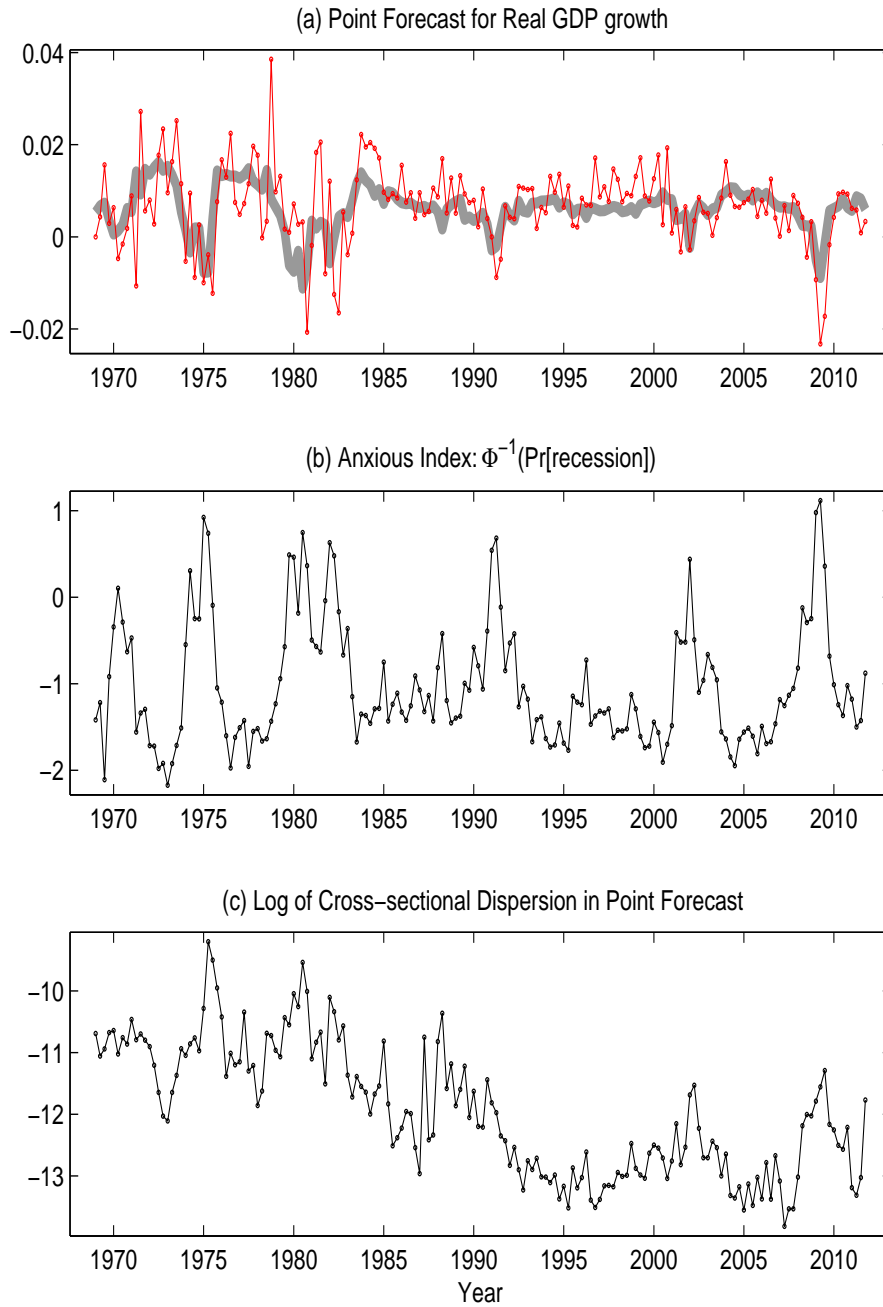 (a) Point Forecast for Real GDP growth
0.04
0.02
0
−0.02
1970 1975 1980 1985 1990 1995 2000 2005 2010
(b) Anxious Index: Φ⁻¹(Pr[recession])
1
0
−1
−2
1970 1975 1980 1985 1990 1995 2000 2005 2010
(c) Log of Cross−sectional Dispersion in Point Forecast
−10
−11
−12
−13
1970 1975 1980 1985 1990 1995 2000 2005 2010
Year